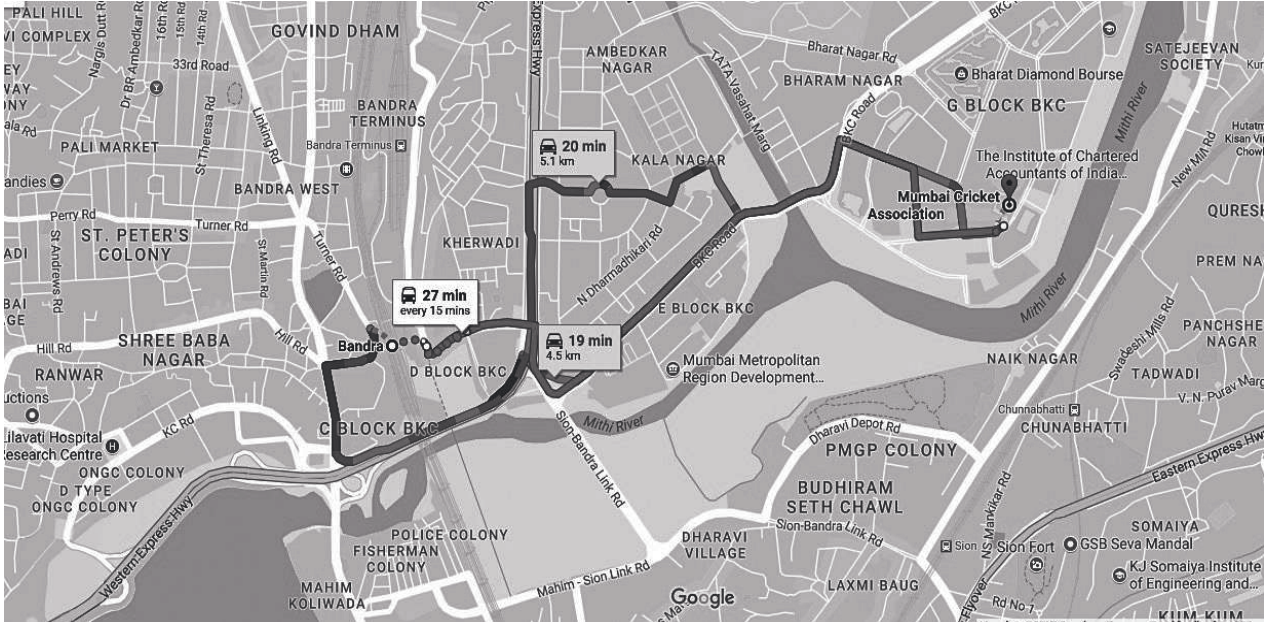 PALI HILL
VI COMPLEX
Nargis Dutt Rd
Dr BR Ambedkar Rd
16th Rd
15th Rd
14th Rd
GOVIND DHAM
33rd Road
St Theresa Rd
Linking Rd
BANDRA
TERMINUS
Bandra Terminus
PALI MARKET
BANDRA WEST
Perry Rd
Turner Rd
ST. PETER'S
COLONY
St Andrews Rd
St Martin Rd
Turner Rd
KHERWADI
Express Hwy
AMBEDKAR
NAGAR
TATA Vasahat Marg
Bharat Nagar Rd
BHARAM NAGAR
BKC Road
BKC
Bharat Diamond Bourse
G BLOCK BKC
SATEJEEVAN
SOCIETY
Mithi River
New Mill Rd
20 min
5.1 km
KALA NAGAR
The Institute of Chartered
Accountants of India...
Mumbai Cricket
Association
N Dharmadhikari Rd
BKC Road
27 min
every 15 mins
E BLOCK BKC
Mithi River
PREM NA
Hill Rd
SHREE BABA
NAGAR
Hill Rd
Bandra
19 min
4.5 km
D BLOCK BKC
Mumbai Metropolitan
Region Development...
NAIK NAGAR
Swadeshi Mills Rd
PANCHSHE
NAGAR
RANWAR
TADWADI
V. N. Purav Marg
uctions
KC Rd
C BLOCK BKC
Mithi River
Dharavi Depot Rd
Chunnabhatti
CHUNABHATTI
Lilavati Hospital
Research Centre
ONGC COLONY
D TYPE
ONGC COLONY
Sion-Bandra Link Rd
PMGP COLONY
Eastern Express Hwy
BUDHIRAM
SETH CHAWL
NS Mankikar Rd
Western Express Hwy
POLICE COLONY
FISHERMAN
COLONY
DHARAVI
VILLAGE
Sion-Bandra Link Rd
Sion
Sion Fort
SOMAIYA
GSB Seva Mandal
KJ Somaiya Institute
of Engineering and...
MAHIM
KOLIWADA
Mahim - Sion Link Rd
Google
LAXMI BAUG
Rd No 1
KUM KUM